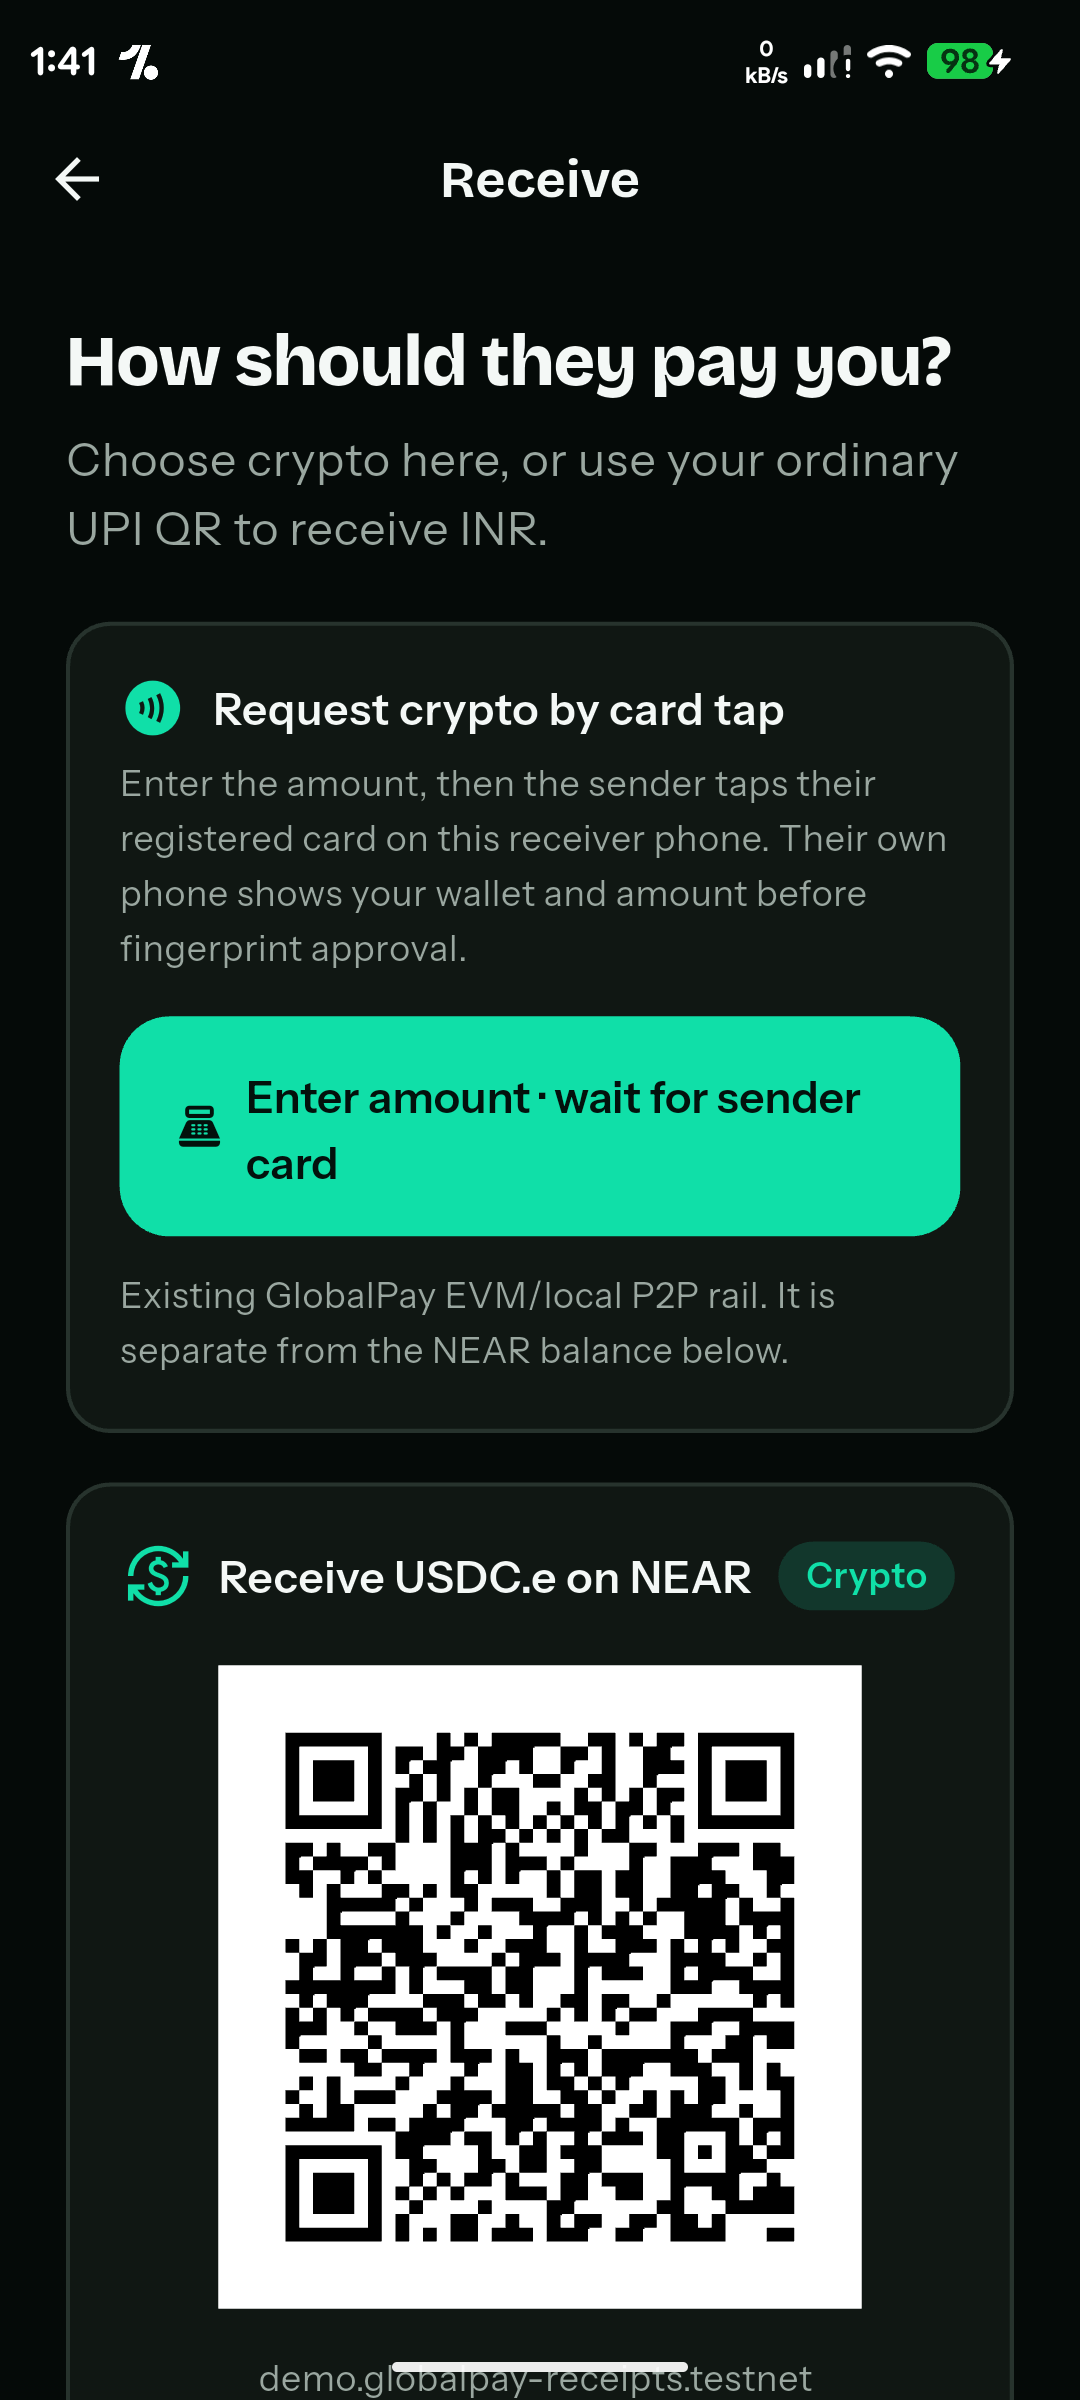 1:41
0
kB/s
98
Receive
How should they pay you?
Choose crypto here, or use your ordinary
UPI QR to receive INR.
Request crypto by card tap
Enter the amount, then the sender taps their
registered card on this receiver phone. Their own
phone shows your wallet and amount before
fingerprint approval.
Enter amount · wait for sender
card
Existing GlobalPay EVM/local P2P rail. It is
separate from the NEAR balance below.
Receive USDC.e on NEAR
Crypto
demo.globalpay-receipts.testnet